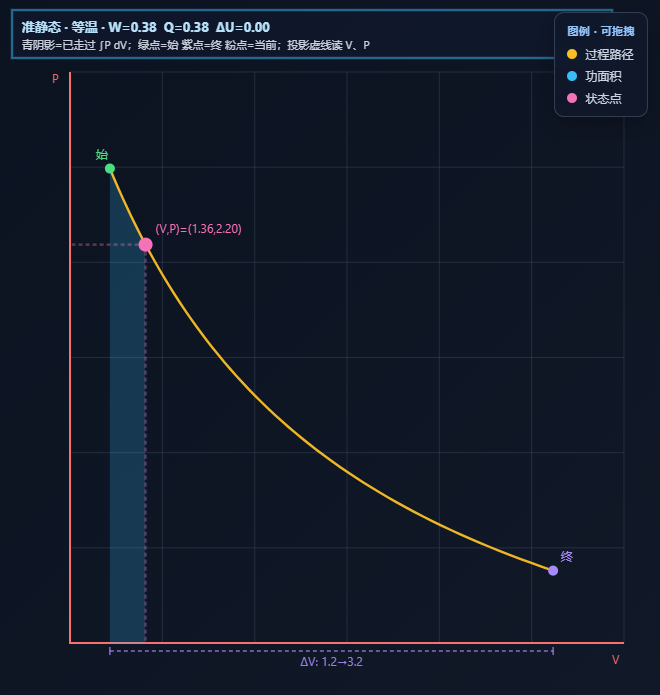 准静态 · 等温 · W=0.38 Q=0.38 ΔU=0.00
青阴影=已走过 ∫P dV；绿点=始 紫点=终 粉点=当前；投影虚线读 V、P
图例 · 可拖拽
过程路径
功面积
状态点
P
始
(V,P)=(1.36,2.20)
终
ΔV: 1.2→3.2
V